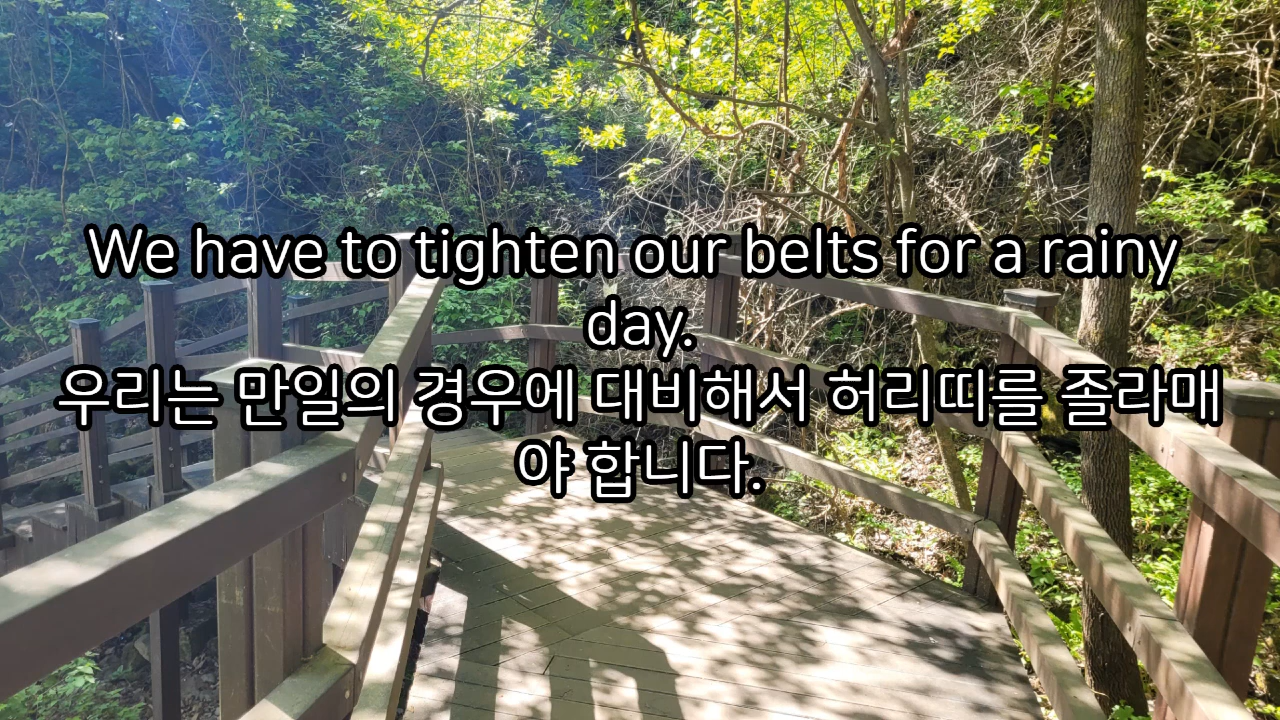 We have to tighten our belts for a rainy
day.
우리는 만일의 경우에 대비해서 허리띠를 졸라매
야 합니다.